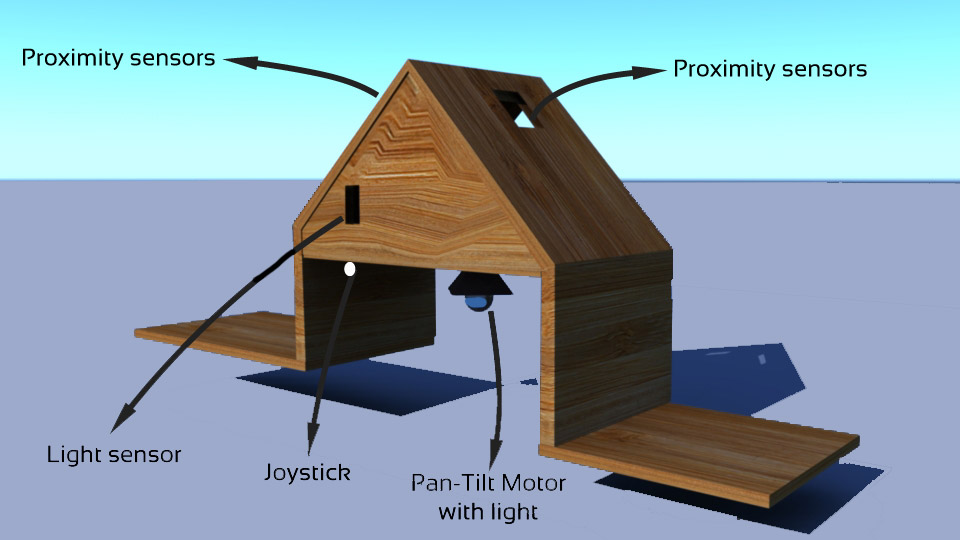 Proximity sensors
Proximity sensors
Light sensor
Joystick
Pan-Tilt Motor
with light